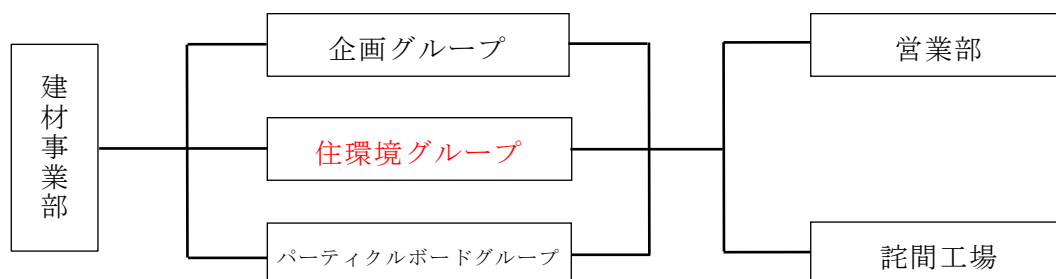 建材事業部
企画グループ
住環境グループ
パーティクルボードグループ
営業部
詫間工場